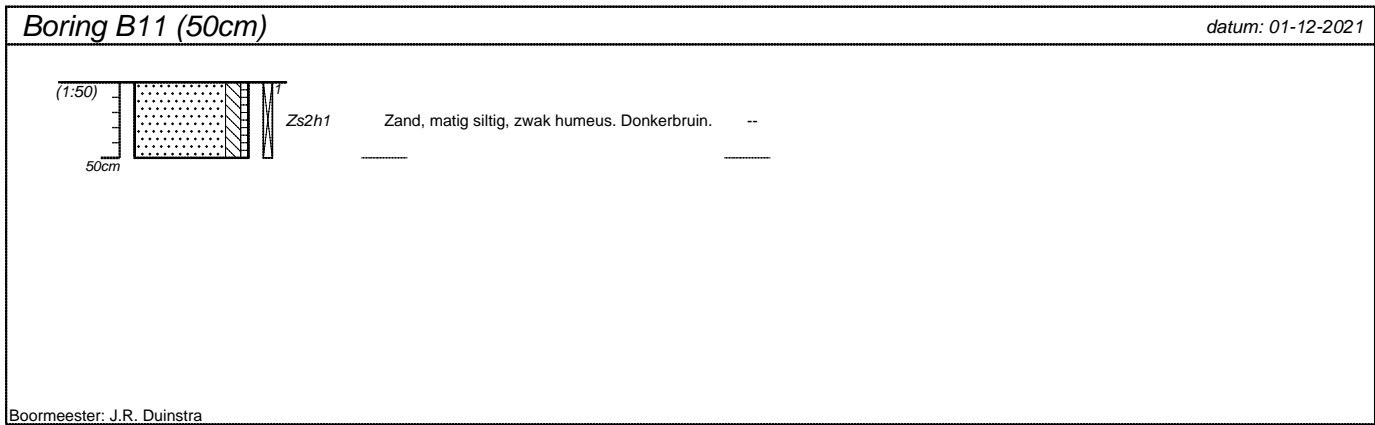 Boring B11 (50cm)
datum: 01-12-2021
(1:50)
1
Zs2h1
Zand, matig siltig, zwak humeus. Donkerbruin.
--
50cm
Boormeester: J.R. Duinstra